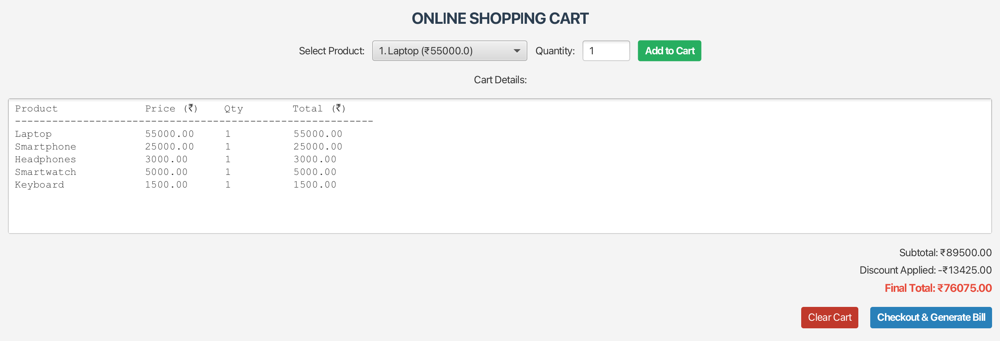 ONLINE SHOPPING CART
Select Product: 1. Laptop (₹55000.0) Quantity: 1 Add to Cart
Cart Details:
Product Price (₹) Qty Total (₹)
----------------------------------------------------------
Laptop 55000.00 1 55000.00
Smartphone 25000.00 1 25000.00
Headphones 3000.00 1 3000.00
Smartwatch 5000.00 1 5000.00
Keyboard 1500.00 1 1500.00
Subtotal: ₹89500.00
Discount Applied: -₹13425.00
Final Total: ₹76075.00
Clear Cart Checkout & Generate Bill